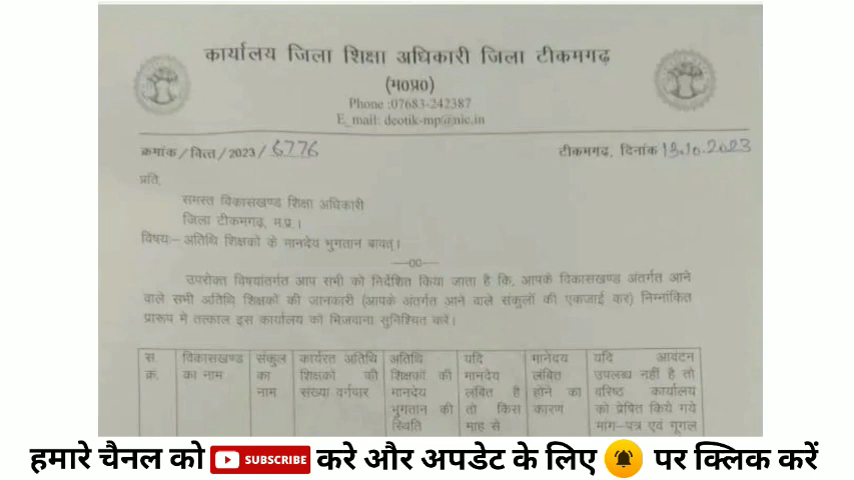 कार्यालय जिला शिक्षा अधिकारी जिला टीकमगढ़
(म0प्र0)
Phone :07683-242387
E_mail: deotik-mp@nic.in
क्रमांक/वित्त/2023/6776
टीकमगढ़, दिनांक 13.10.2023
प्रति,
समस्त विकासखण्ड शिक्षा अधिकारी
जिला टीकमगढ़, म.प्र.।
विषयः– अतिथि शिक्षको के मानदेय भुगतान बावत्।
—00—
उपरोक्त विषयांतर्गत आप सभी को निर्देशित किया जाता है कि, आपके विकासखण्ड अंतर्गत आने
वाले सभी अतिथि शिक्षकों की जानकारी (आपके अंतर्गत आने वाले संकुलों की एकजाई कर) निम्नांकित
प्रारूप मे तत्काल इस कार्यालय को भिजवाना सुनिश्चित करें।
स. विकासखण्ड संकुल कार्यरत अतिथि अतिथि यदि मानेदय यदि आवंटन
क्र. का नाम का शिक्षकों की शिक्षकों की मानदेय लंबित उपलब्ध नहीं है तो
नाम संख्या वर्गवार मानदेय लंबित है होने का वरिष्ठ कार्यालय
भुगतान की तो किस कारण को प्रेषित किये गये
स्थिति माह से मांग–पत्र एवं गूगल
हमारे चैनल को SUBSCRIBE करे और अपडेट के लिए पर क्लिक करें